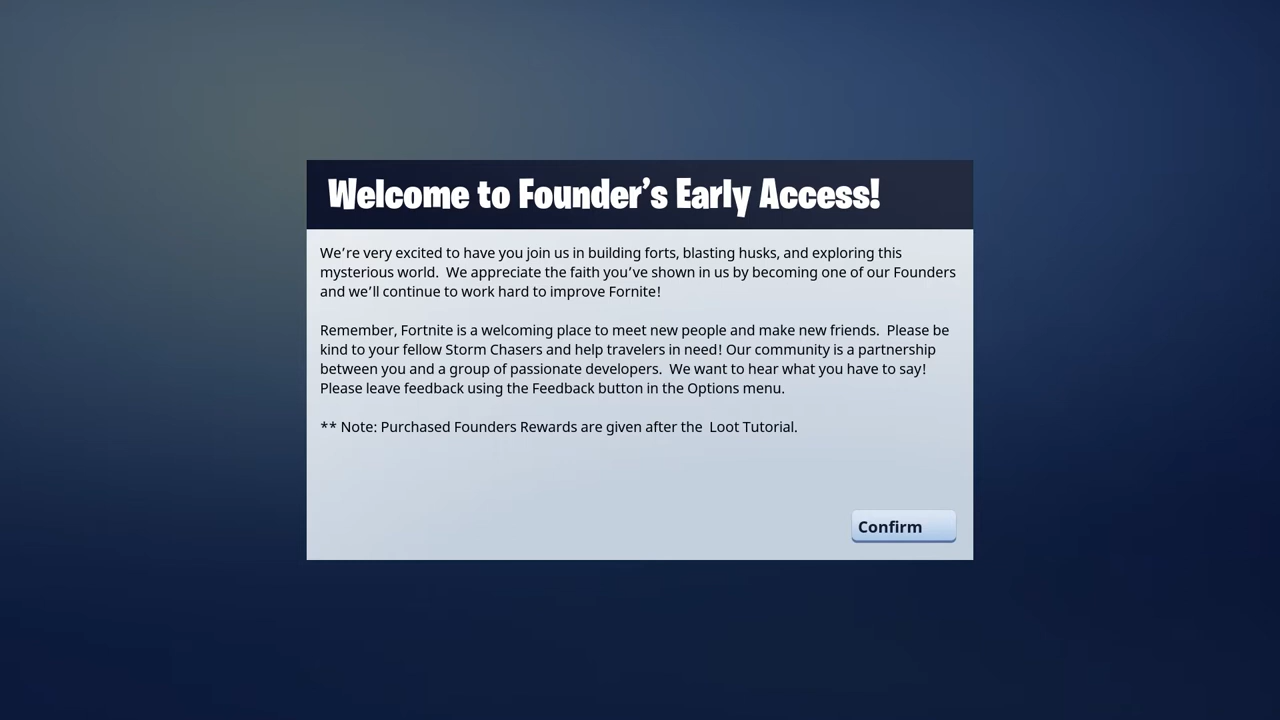 Welcome to Founder’s Early Access!
We’re very excited to have you join us in building forts, blasting husks, and exploring this
mysterious world.  We appreciate the faith you’ve shown in us by becoming one of our Founders
and we’ll continue to work hard to improve Fornite!
Remember, Fortnite is a welcoming place to meet new people and make new friends.  Please be
kind to your fellow Storm Chasers and help travelers in need! Our community is a partnership
between you and a group of passionate developers.  We want to hear what you have to say!
Please leave feedback using the Feedback button in the Options menu.
** Note: Purchased Founders Rewards are given after the  Loot Tutorial.
Confirm